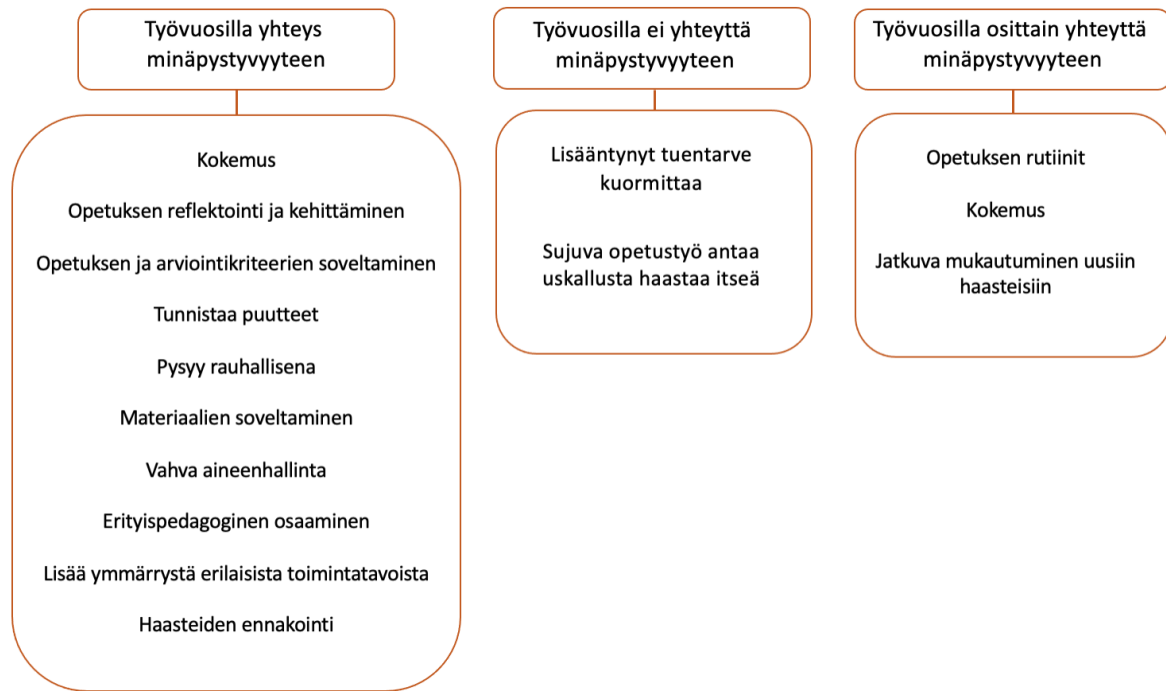 Työvuosilla yhteys
minäpystyvyyteen
Kokemus
Opetuksen reflektointi ja kehittäminen
Opetuksen ja arviointikriteerien soveltaminen
Tunnistaa puutteet
Pysyy rauhallisena
Materiaalien soveltaminen
Vahva aineenhallinta
Erityispedagoginen osaaminen
Lisää ymmärrystä erilaisista toimintatavoista
Haasteiden ennakointi
Työvuosilla ei yhteyttä
minäpystyvyyteen
Lisääntynyt tuentarve
kuormittaa
Sujuva opetustyö antaa
uskallusta haastaa itseä
Työvuosilla osittain yhteyttä
minäpystyvyyteen
Opetuksen rutiinit
Kokemus
Jatkuva mukautuminen uusiin
haasteisiin